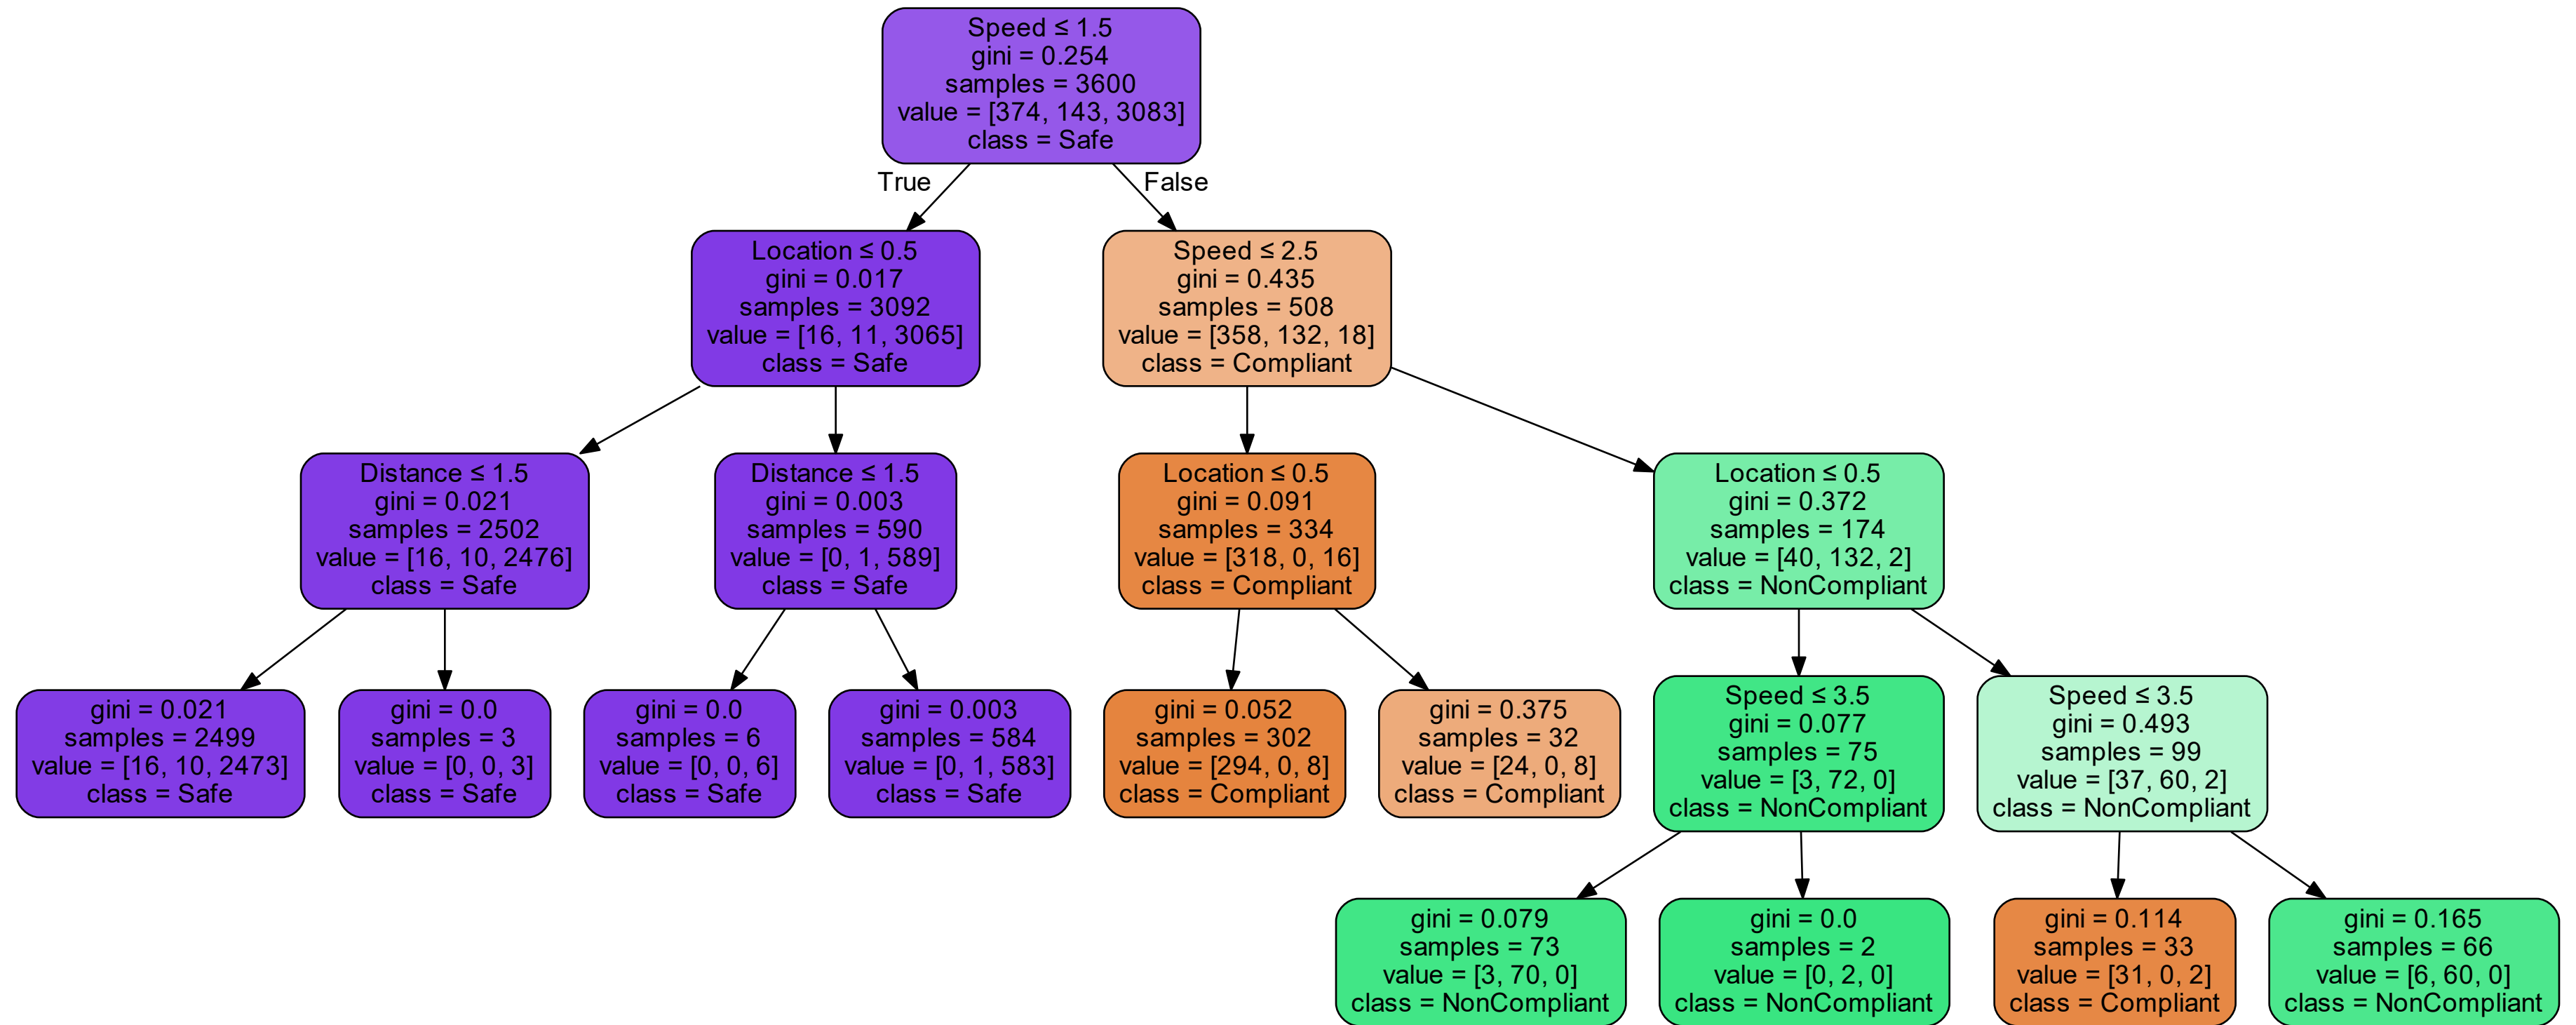 Speed ≤ 1.5
gini = 0.254
samples = 3600
value = [374, 143, 3083]
class = Safe
True
False
Location ≤ 0.5
gini = 0.017
samples = 3092
value = [16, 11, 3065]
class = Safe
Speed ≤ 2.5
gini = 0.435
samples = 508
value = [358, 132, 18]
class = Compliant
Distance ≤ 1.5
gini = 0.021
samples = 2502
value = [16, 10, 2476]
class = Safe
Distance ≤ 1.5
gini = 0.003
samples = 590
value = [0, 1, 589]
class = Safe
Location ≤ 0.5
gini = 0.091
samples = 334
value = [318, 0, 16]
class = Compliant
Location ≤ 0.5
gini = 0.372
samples = 174
value = [40, 132, 2]
class = NonCompliant
gini = 0.021
samples = 2499
value = [16, 10, 2473]
class = Safe
gini = 0.0
samples = 3
value = [0, 0, 3]
class = Safe
gini = 0.0
samples = 6
value = [0, 0, 6]
class = Safe
gini = 0.003
samples = 584
value = [0, 1, 583]
class = Safe
gini = 0.052
samples = 302
value = [294, 0, 8]
class = Compliant
gini = 0.375
samples = 32
value = [24, 0, 8]
class = Compliant
Speed ≤ 3.5
gini = 0.077
samples = 75
value = [3, 72, 0]
class = NonCompliant
Speed ≤ 3.5
gini = 0.493
samples = 99
value = [37, 60, 2]
class = NonCompliant
gini = 0.079
samples = 73
value = [3, 70, 0]
class = NonCompliant
gini = 0.0
samples = 2
value = [0, 2, 0]
class = NonCompliant
gini = 0.114
samples = 33
value = [31, 0, 2]
class = Compliant
gini = 0.165
samples = 66
value = [6, 60, 0]
class = NonCompliant